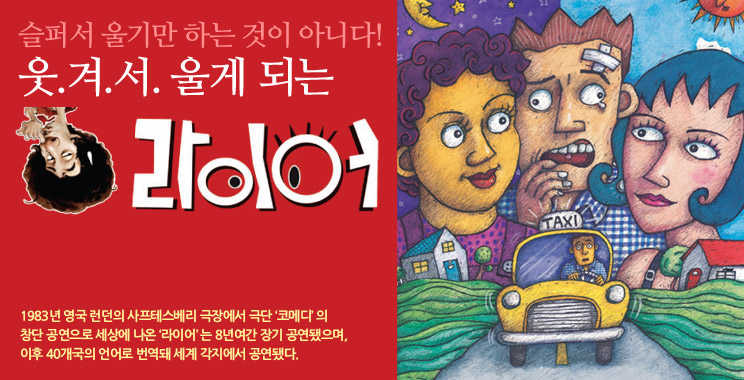 슬퍼서 울기만 하는 것이 아니다!
웃.겨.서. 울게 되는
라이어
TAXI
1983년 영국 런던의 샤프테스베리 극장에서 극단 ‘코메디’ 의
창단 공연으로 세상에 나온 ‘라이어’ 는 8년여간 장기 공연됐으며,
이후 40개국의 언어로 번역돼 세계 각지에서 공연됐다.